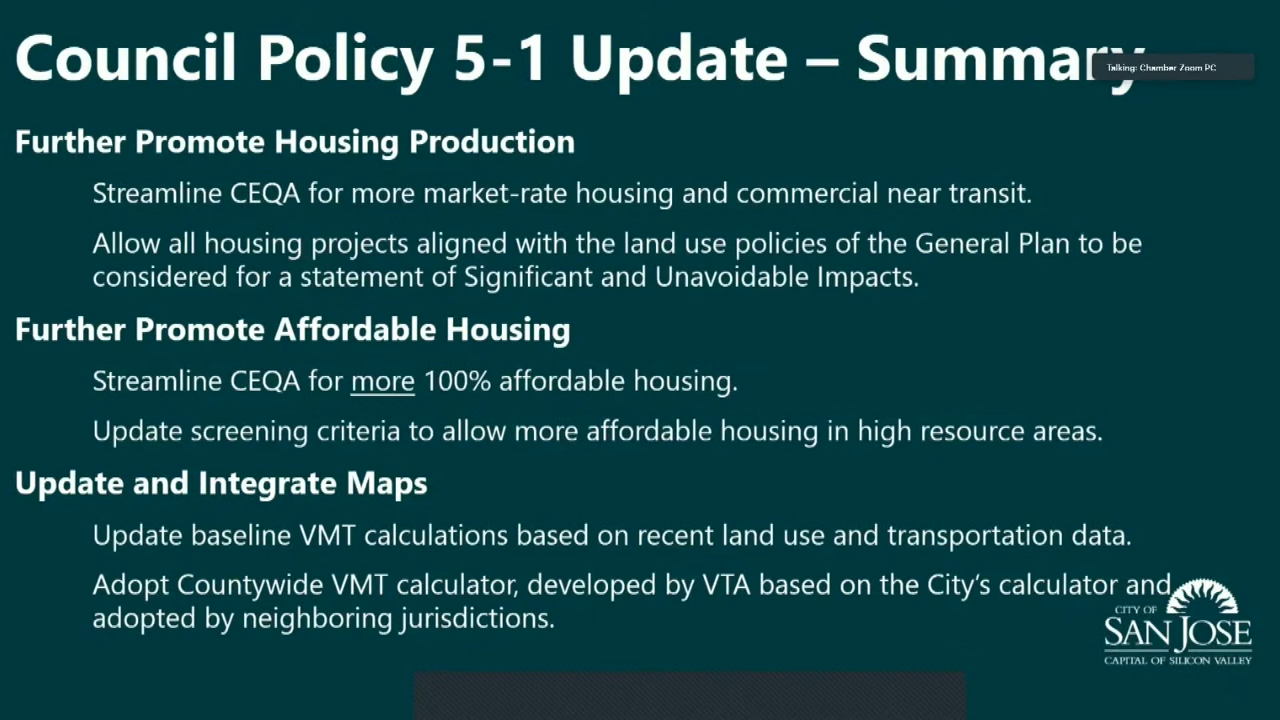 Council Policy 5-1 Update – Summary
Talking: Chamber Zoom PC
Further Promote Housing Production
Streamline CEQA for more market-rate housing and commercial near transit.
Allow all housing projects aligned with the land use policies of the General Plan to be
considered for a statement of Significant and Unavoidable Impacts.
Further Promote Affordable Housing
Streamline CEQA for more 100% affordable housing.
Update screening criteria to allow more affordable housing in high resource areas.
Update and Integrate Maps
Update baseline VMT calculations based on recent land use and transportation data.
Adopt Countywide VMT calculator, developed by VTA based on the City’s calculator and
adopted by neighboring jurisdictions.
CITY OF
SAN JOSE
CAPITAL OF SILICON VALLEY